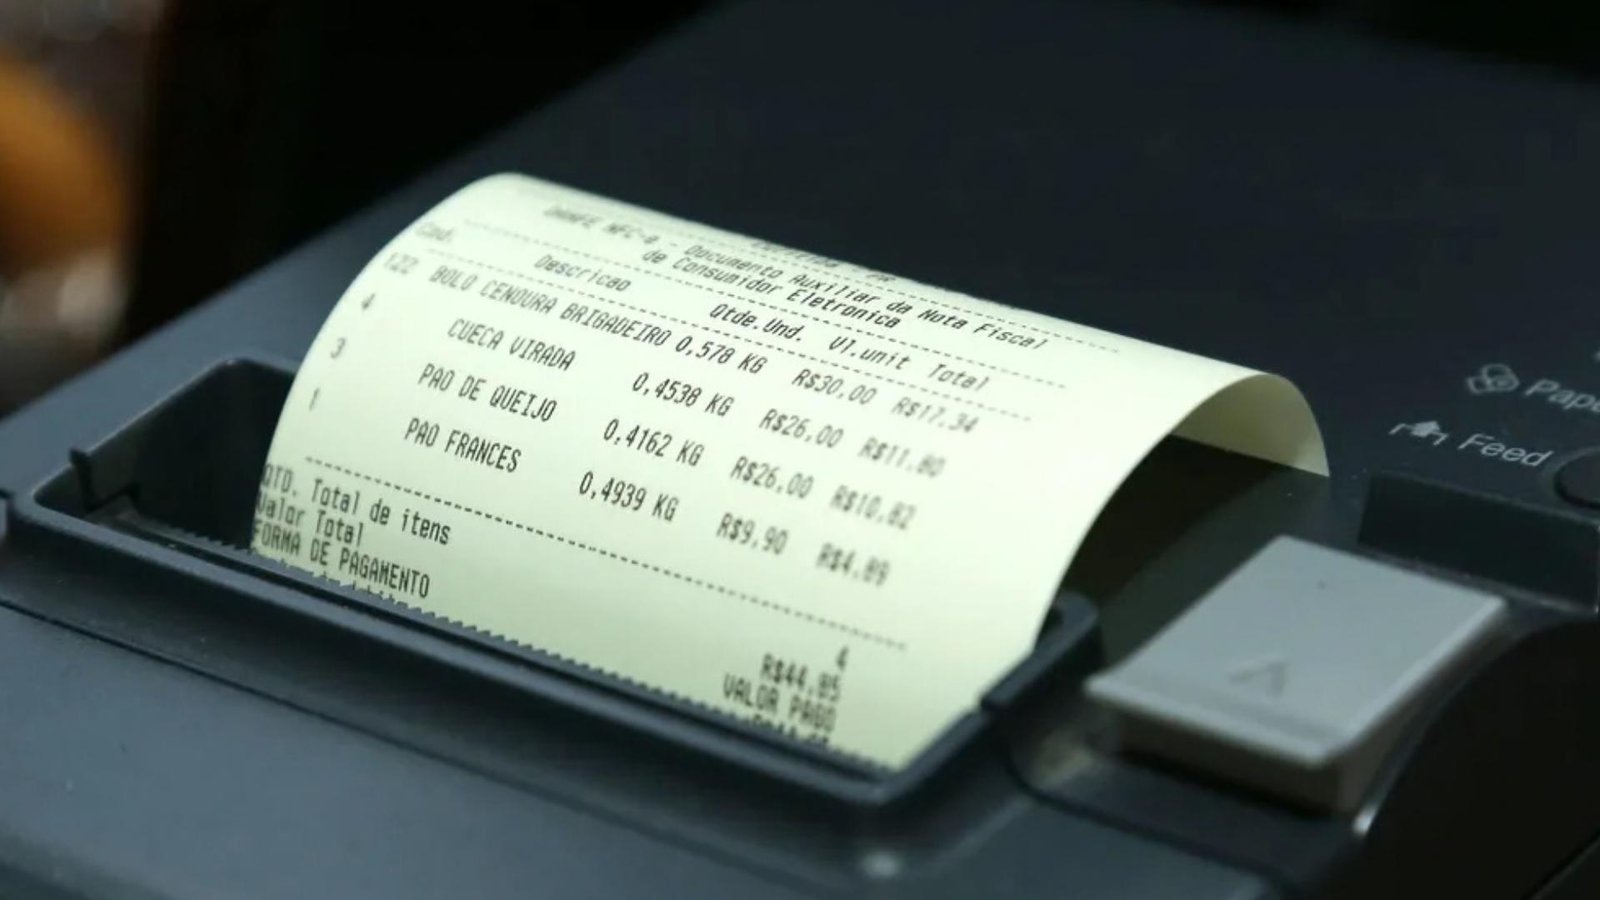 DANFE NFC-e - Documento Auxiliar da Nota Fiscal
de Consumidor Eletronica
Cod. Descricao Qtde.Und. Vl.unit Total
122 BOLO CENOURA BRIGADEIRO 0,578 KG R$30,00 R$17.34
4 CUECA VIRADA 0,4538 KG R$26,00 R$11.80
3 PAO DE QUEIJO 0,4162 KG R$26,00 R$10.82
1 PAO FRANCES 0,4939 KG R$9,90 R$4.89
QTD. Total de itens 4
Valor Total R$44.85
FORMA DE PAGAMENTO VALOR PAGO
Feed